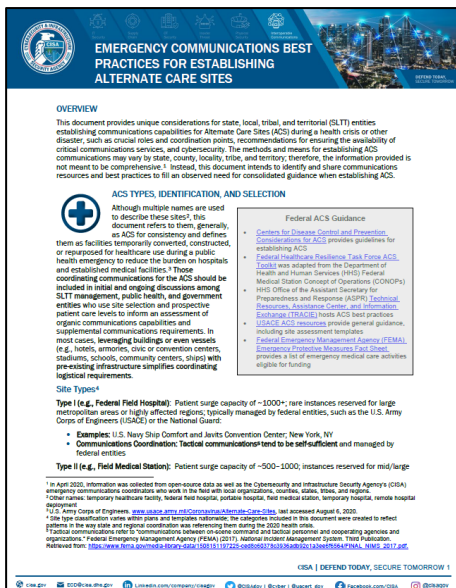 EMERGENCY COMMUNICATIONS BEST
PRACTICES FOR ESTABLISHING
ALTERNATE CARE SITES
DEFEND TODAY,
SECURE TOMORROW
OVERVIEW
This document provides unique considerations for state, local, tribal, and territorial (SLTT) entities
establishing communications capabilities for Alternate Care Sites (ACS) during a health crisis or other
disaster, such as crucial roles and coordination points, recommendations for ensuring the availability of
critical communications services, and cybersecurity. The methods and means for establishing ACS
communications may vary by state, county, locality, tribe, and territory; therefore, the information provided is
not meant to be comprehensive.¹ Instead, this document intends to identify and share communications
resources and best practices to fill an observed need for consolidated guidance when establishing ACS.
ACS TYPES, IDENTIFICATION, AND SELECTION
Although multiple names are used
to describe these sites², this
document refers to them, generally,
as ACS for consistency and defines
them as facilities temporarily converted, constructed,
or repurposed for healthcare use during a public
health emergency to reduce the burden on hospitals
and established medical facilities.³ Those
coordinating communications for the ACS should be
included in initial and ongoing discussions among
SLTT management, public health, and government
entities who use site selection and prospective
patient care levels to inform an assessment of
organic communications capabilities and
supplemental communications requirements. In
most cases, leveraging buildings or even vessels
(e.g., hotels, armories, civic or convention centers,
stadiums, schools, community centers, ships) with
pre-existing infrastructure simplifies coordinating
logistical requirements.
Federal ACS Guidance
• Centers for Disease Control and Prevention
Considerations for ACS provides guidelines for
establishing ACS
• Federal Healthcare Resilience Task Force ACS
Toolkit was adapted from the Department of
Health and Human Services (HHS) Federal
Medical Station Concept of Operations (CONOPs)
• HHS Office of the Assistant Secretary for
Preparedness and Response (ASPR) Technical
Resources, Assistance Center, and Information
Exchange (TRACIE) hosts ACS best practices
• USACE ACS resources provide general guidance,
including site assessment templates
• Federal Emergency Management Agency (FEMA)
Emergency Protective Measures Fact Sheet
provides a list of emergency medical care activities
eligible for funding
Site Types⁴
Type I (e.g., Federal Field Hospital): Patient surge capacity of ~1000+; rare instances reserved for large
metropolitan areas or highly affected regions; typically managed by federal entities, such as the U.S. Army
Corps of Engineers (USACE) or the National Guard:
• Examples: U.S. Navy Ship Comfort and Javits Convention Center; New York, NY
• Communications Coordination: Tactical communications⁵ tend to be self-sufficient and managed by
federal entities
Type II (e.g., Field Medical Station): Patient surge capacity of ~500-1000; instances reserved for mid/large
¹ In April 2020, information was collected from open-source data as well as the Cybersecurity and Infrastructure Security Agency's (CISA)
emergency communications coordinators who work in the field with local organizations, counties, states, tribes, and regions.
² Other names: temporary healthcare facility, federal hospital, portable hospital, field medical station, temporary hospital, remote hospital
deployment
³ U.S. Army Corps of Engineers. www.usace.army.mil/Coronavirus/Alternate-Care-Sites, last accessed August 6, 2020.
⁴ Site type classification varies within plans and templates nationwide; the categories included in this document were created to reflect
patterns in the way state and regional coordination was referencing them during the 2020 health crisis.
⁵ Tactical communications refer to "communications between on-scene command and tactical personnel and cooperating agencies and
organizations." Federal Emergency Management Agency (FEMA) (2017). National Incident Management System. Third Publication.
CISA | DEFEND TODAY, SECURE TOMORROW 1
Linkedin.com/company/cisagov
Facebook.com/CISA
@cisagov